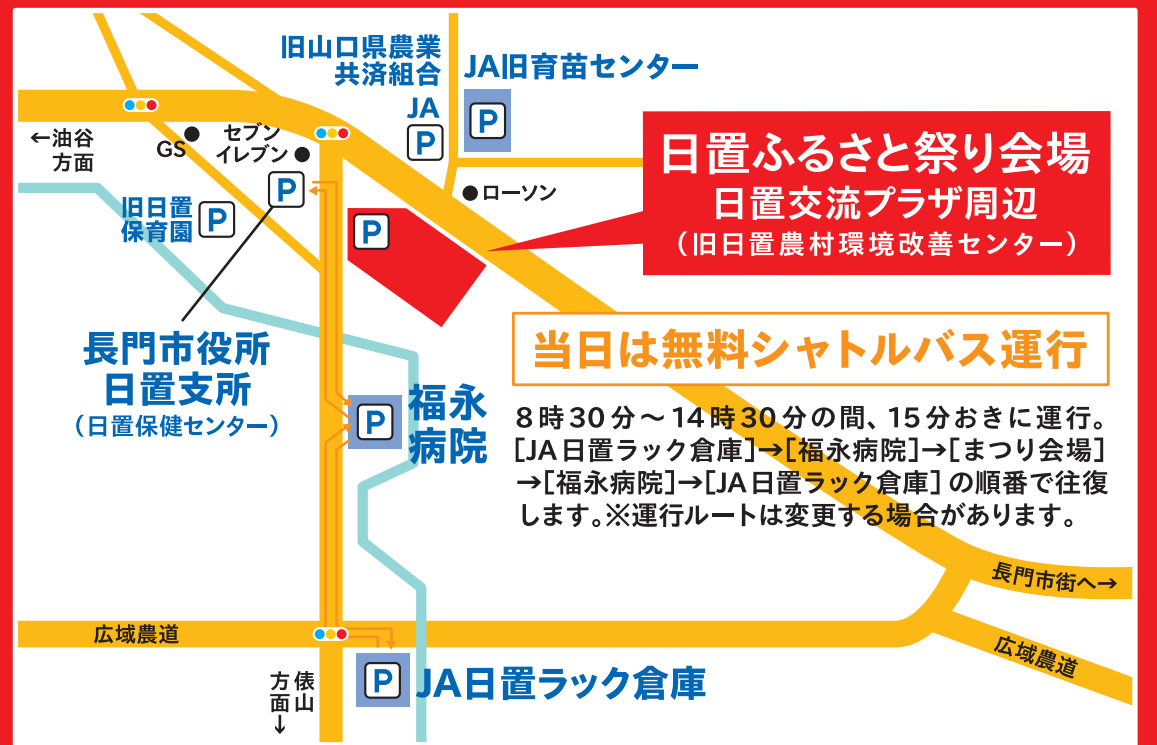 旧山口県農業
共済組合
JA旧育苗センター
P
JA
P
←油谷
方面
GS
セブン
イレブン
ローソン
日置ふるさと祭り会場
日置交流プラザ周辺
（旧日置農村環境改善センター）
P
旧日置
保育園
P
P
長門市役所
日置支所
（日置保健センター）
当日は無料シャトルバス運行
8時30分～14時30分の間、15分おきに運行。
[JA日置ラック倉庫]→[福永病院]→[まつり会場]
→[福永病院]→[JA日置ラック倉庫]の順番で往復
します。※運行ルートは変更する場合があります。
P
福永
病院
長門市街へ→
広域農道
広域農道
俵山
方面↓
P
JA日置ラック倉庫